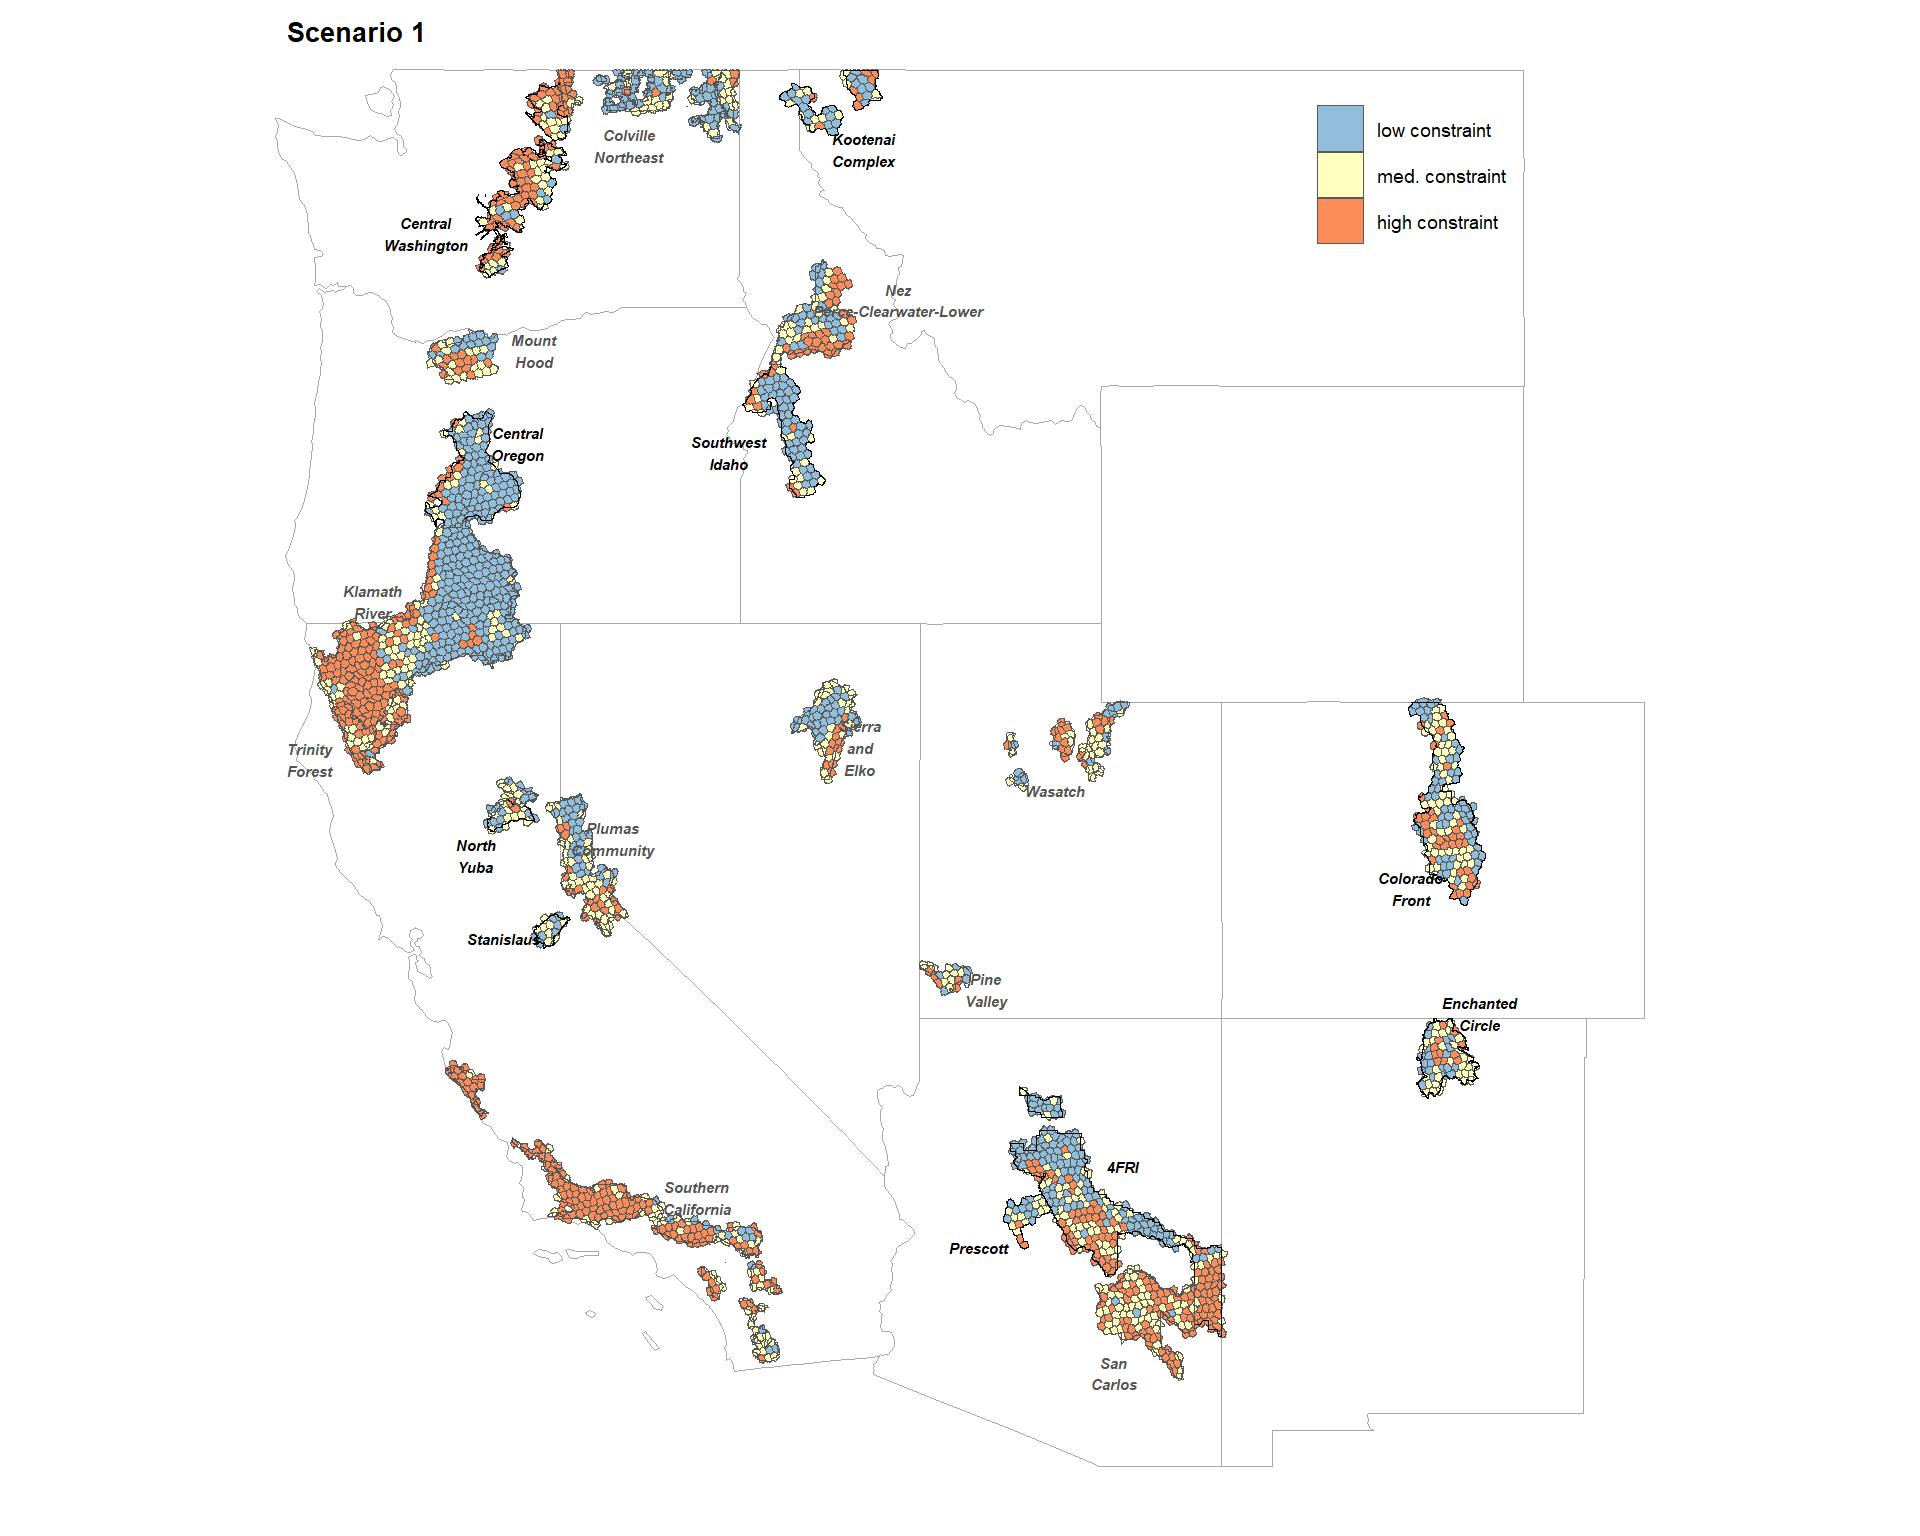 Scenario 1
low constraint
med. constraint
high constraint
Colville
Northeast
Kootenai
Complex
Central
Washington
Nez
Perce-Clearwater-Lower
Mount
Hood
Central
Oregon
Southwest
Idaho
Klamath
River
Trinity
Forest
Sierra
and
Elko
Wasatch
North
Yuba
Plumas
Community
Colorado
Front
Stanislaus
Pine
Valley
Enchanted
Circle
4FRI
Southern
California
Prescott
San
Carlos